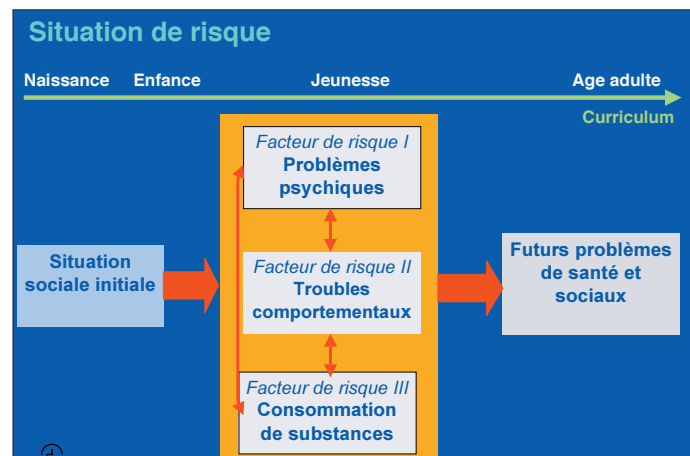 Situation de risque
Naissance Enfance Jeunesse Age adulte
Curriculum
Facteur de risque I
Problèmes
psychiques
Situation
sociale initiale
Facteur de risque II
Troubles
comportementaux
Futurs problèmes
de santé et
sociaux
Facteur de risque III
Consommation
de substances